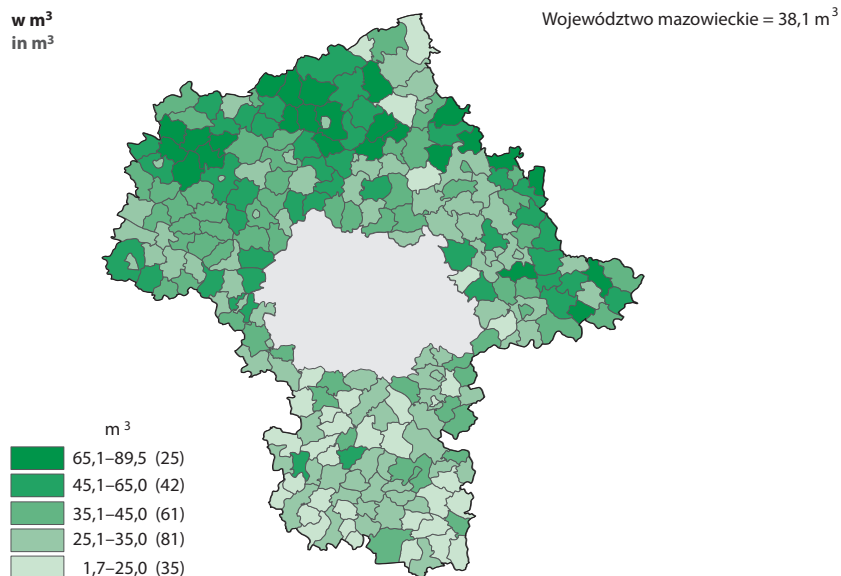 w m³
in m³
Województwo mazowieckie = 38,1 m³
m³
65,1–89,5 (25)
45,1–65,0 (42)
35,1–45,0 (61)
25,1–35,0 (81)
1,7–25,0 (35)